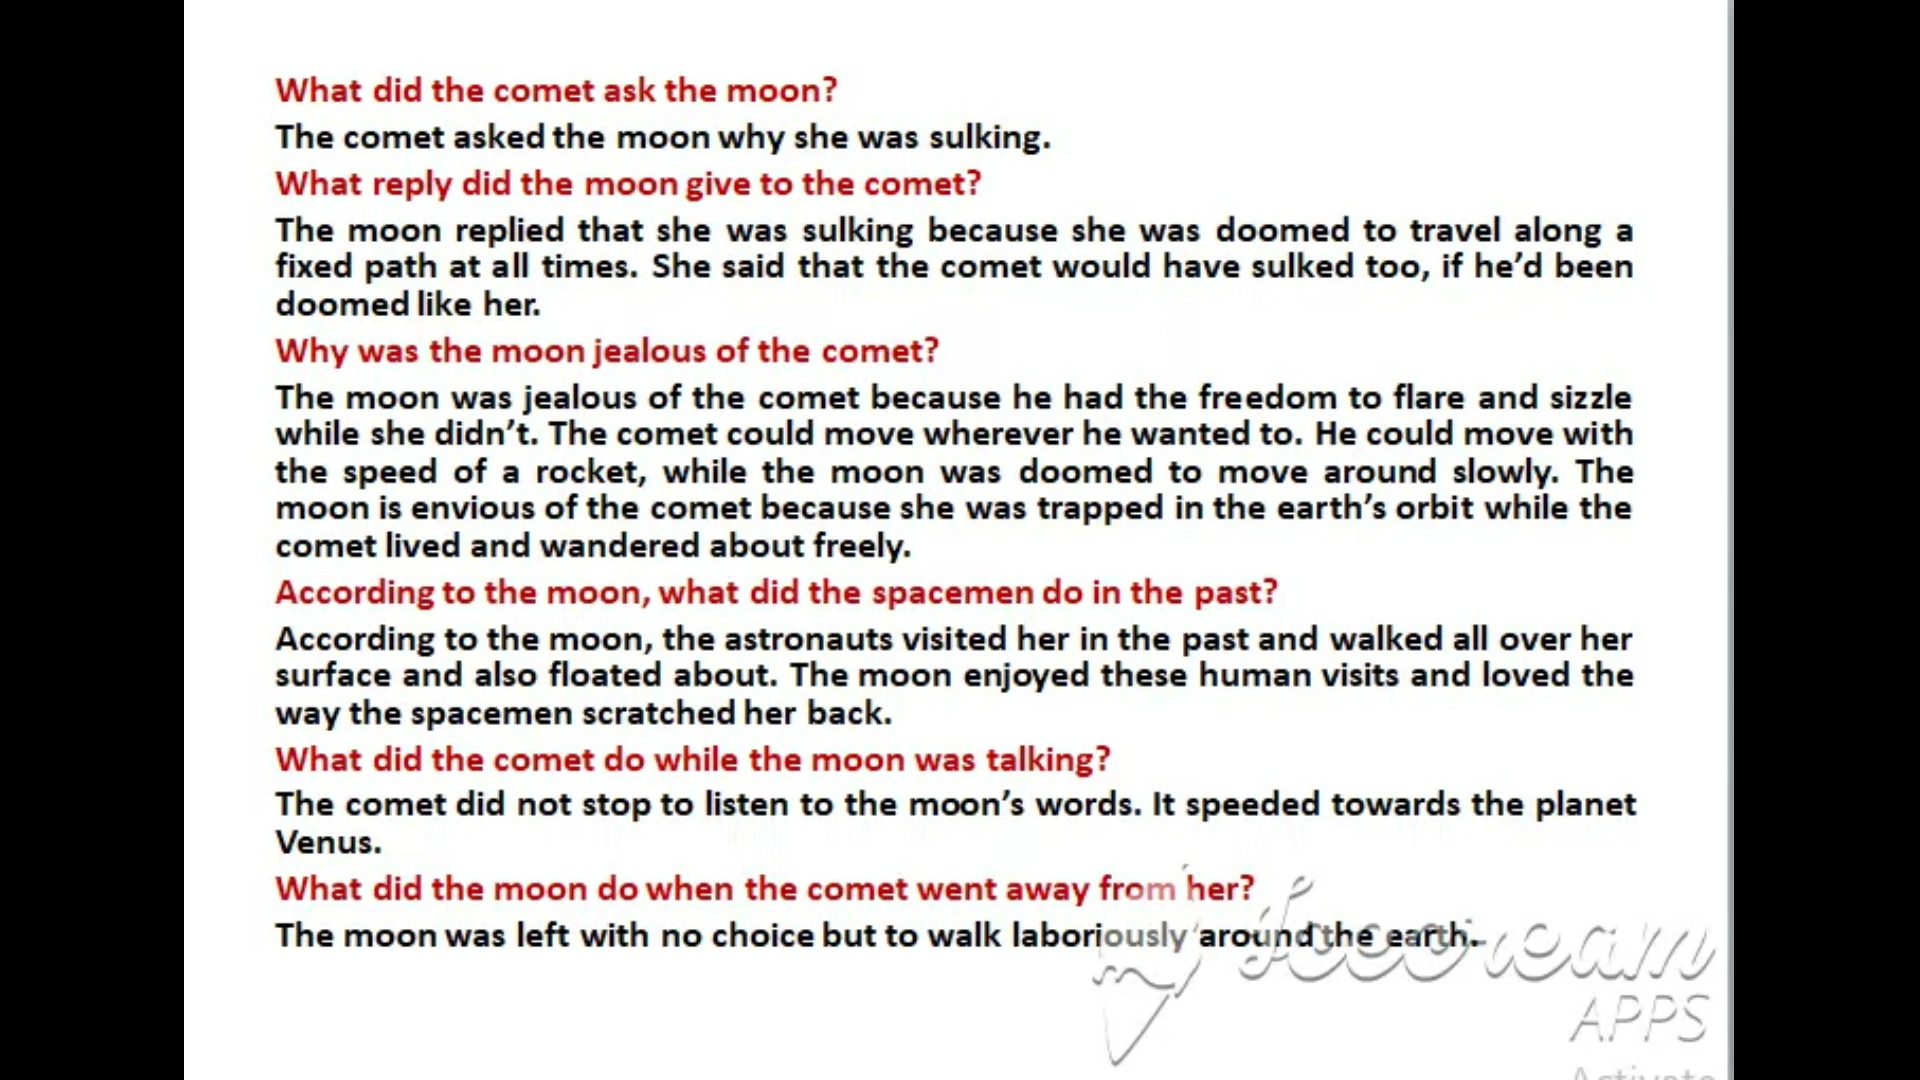 What did the comet ask the moon?
The comet asked the moon why she was sulking.
What reply did the moon give to the comet?
The moon replied that she was sulking because she was doomed to travel along a
fixed path at all times. She said that the comet would have sulked too, if he’d been
doomed like her.
Why was the moon jealous of the comet?
The moon was jealous of the comet because he had the freedom to flare and sizzle
while she didn’t. The comet could move wherever he wanted to. He could move with
the speed of a rocket, while the moon was doomed to move around slowly. The
moon is envious of the comet because she was trapped in the earth’s orbit while the
comet lived and wandered about freely.
According to the moon, what did the spacemen do in the past?
According to the moon, the astronauts visited her in the past and walked all over her
surface and also floated about. The moon enjoyed these human visits and loved the
way the spacemen scratched her back.
What did the comet do while the moon was talking?
The comet did not stop to listen to the moon’s words. It speeded towards the planet
Venus.
What did the moon do when the comet went away from her?
The moon was left with no choice but to walk laboriously around the earth.
Icecream
APPS
Activate